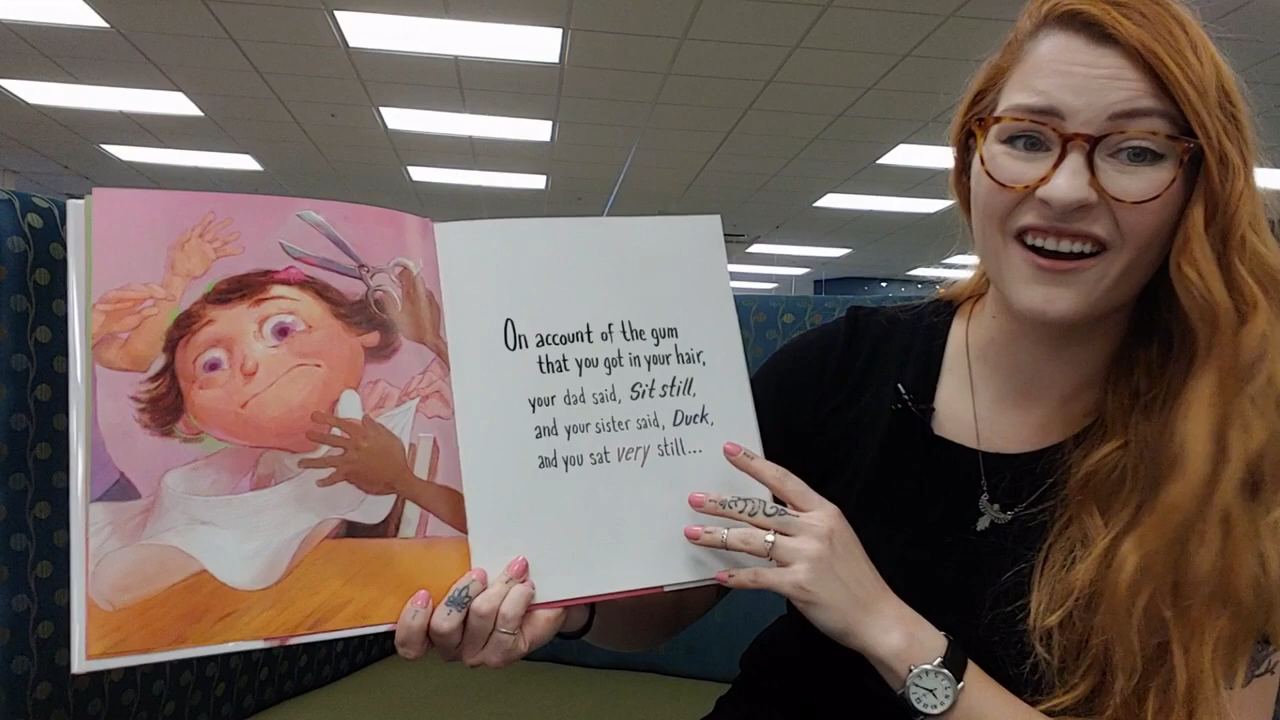 On account of the gum
that you got in your hair,
your dad said, Sit still,
and your sister said, Duck,
and you sat very still...